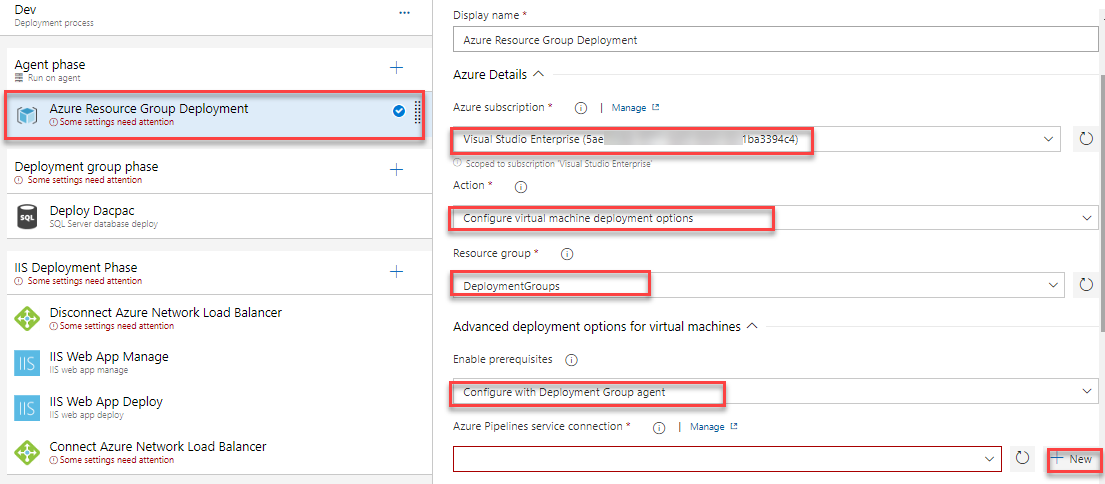 Dev
Deployment process
Agent phase
Run on agent
Azure Resource Group Deployment
Some settings need attention
Deployment group phase
Some settings need attention
SQL
Deploy Dacpac
SQL Server database deploy
IIS Deployment Phase
Some settings need attention
Disconnect Azure Network Load Balancer
Some settings need attention
IIS
IIS Web App Manage
IIS web app manage
IIS
IIS Web App Deploy
IIS web app deploy
Connect Azure Network Load Balancer
Some settings need attention
Display name *
Azure Resource Group Deployment
Azure Details
Azure subscription * | Manage
Visual Studio Enterprise (5ae 1ba3394c4)
Scoped to subscription 'Visual Studio Enterprise'
Action *
Configure virtual machine deployment options
Resource group *
DeploymentGroups
Advanced deployment options for virtual machines
Enable prerequisites
Configure with Deployment Group agent
Azure Pipelines service connection * | Manage
+ New